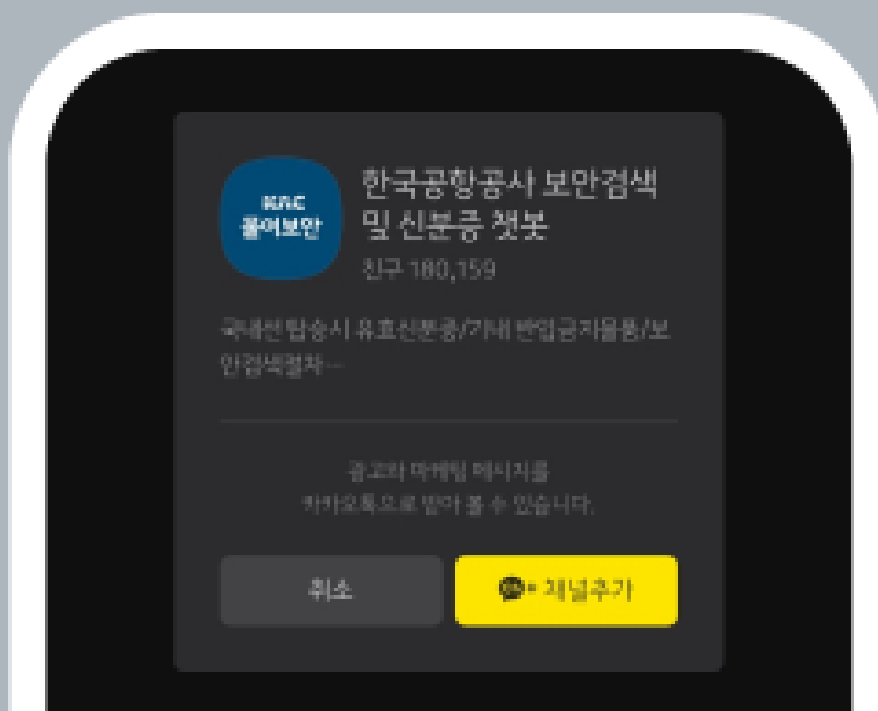 KAC
물어보안
한국공항공사 보안검색
및 신분증 챗봇
친구 180,159
국내선 탑승시 유효신분증/기내 반입금지물품/보
안검색절차…
광고와 마케팅 메시지를
카카오톡으로 받아 볼 수 있습니다.
취소
채널추가